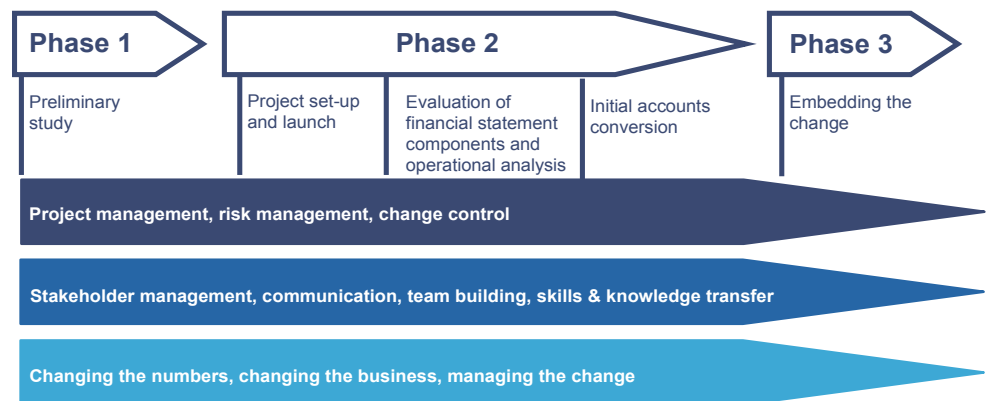 Phase 1
Phase 2
Phase 3
Preliminary
study
Project set-up
and launch
Evaluation of
financial statement
components and
operational analysis
Initial accounts
conversion
Embedding the
change
Project management, risk management, change control
Stakeholder management, communication, team building, skills & knowledge transfer
Changing the numbers, changing the business, managing the change